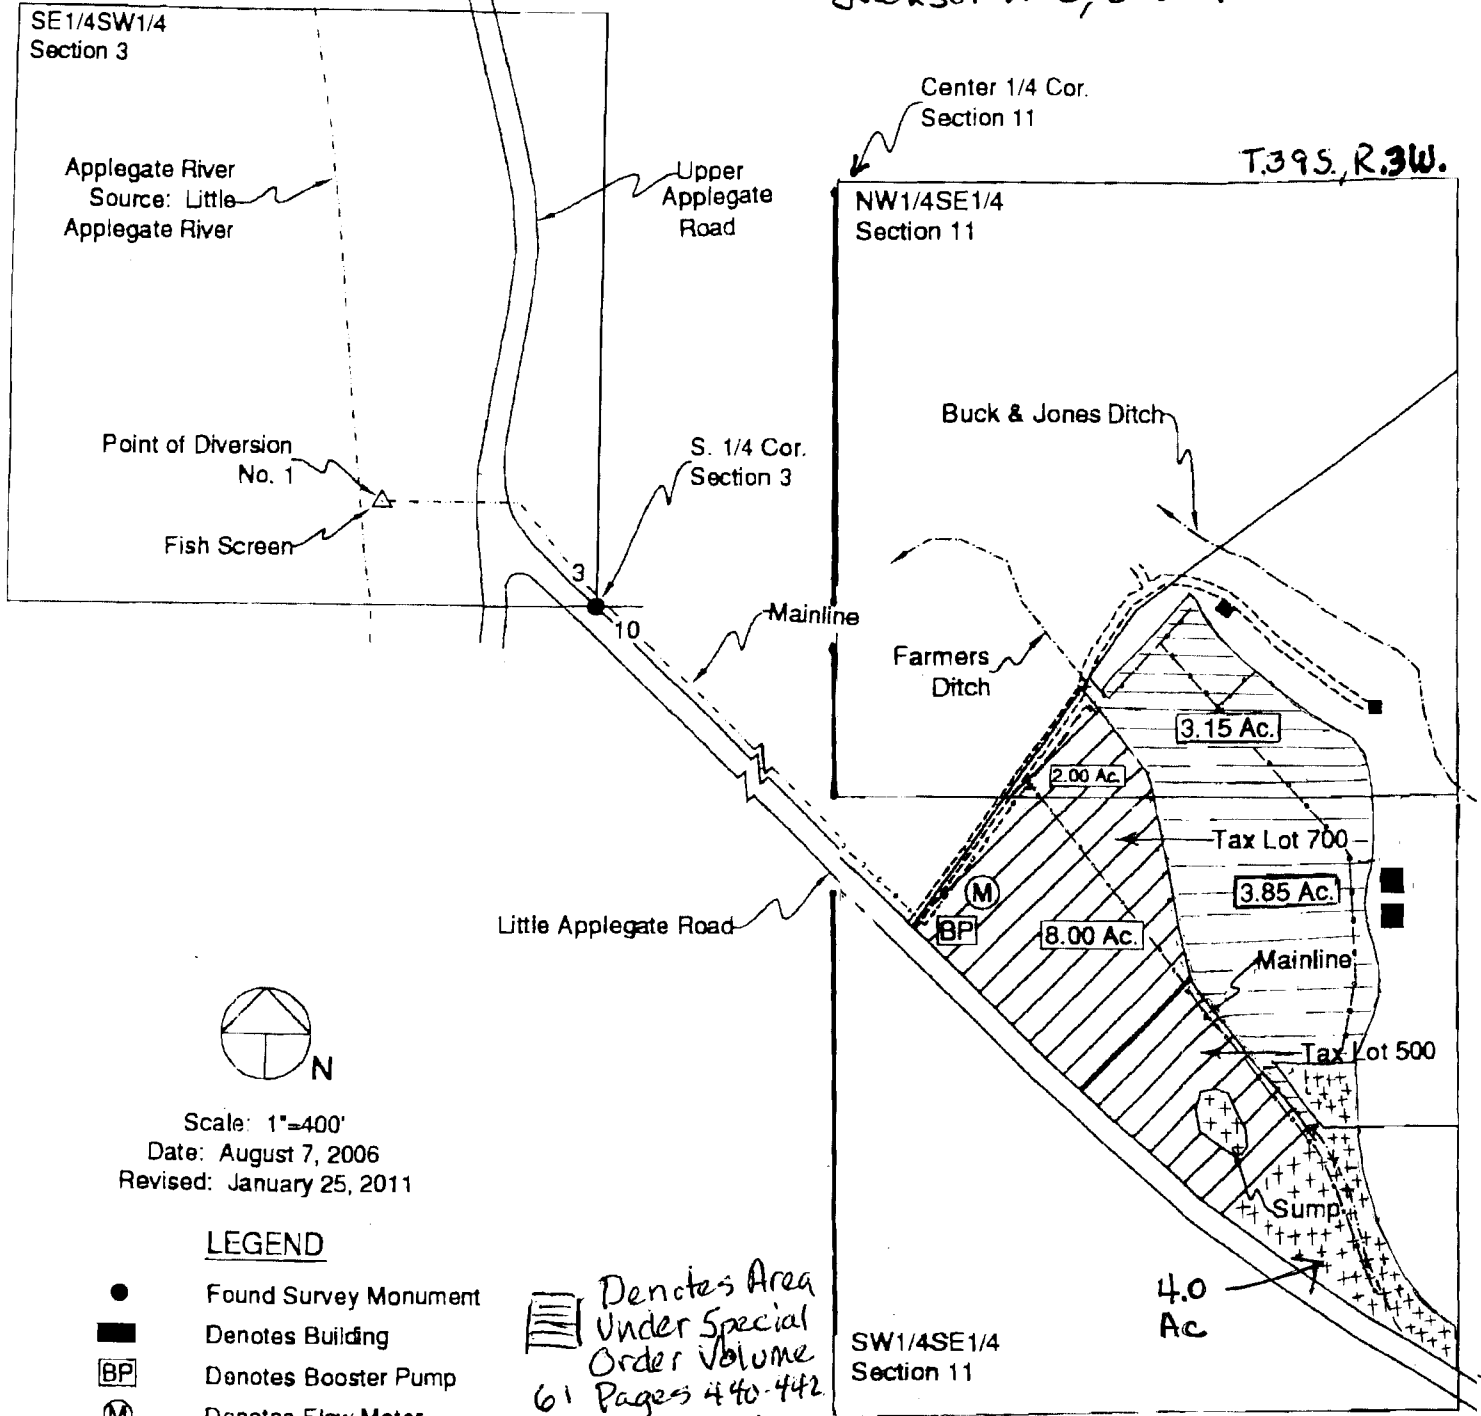 SE1/4SW1/4
Section 3
Center 1/4 Cor.
Section 11
T.39S., R.3W.
Applegate River
Source: Little
Applegate River
Upper
Applegate
Road
NW1/4SE1/4
Section 11
Buck & Jones Ditch
Point of Diversion
No. 1
S. 1/4 Cor.
Section 3
Fish Screen
3
10
Mainline
Farmers
Ditch
3.15 Ac.
2.00 Ac.
Tax Lot 700
3.85 Ac.
M
BP
8.00 Ac.
Little Applegate Road
Mainline
Tax Lot 500
N
Scale: 1"=400'
Date: August 7, 2006
Revised: January 25, 2011
Sump
4.0
Ac
LEGEND
Found Survey Monument
Denotes Building
BP Denotes Booster Pump
M Denotes Flow Meter
Denotes Area
Under Special
Order Volume
61 Pages 440-442
SW1/4SE1/4
Section 11